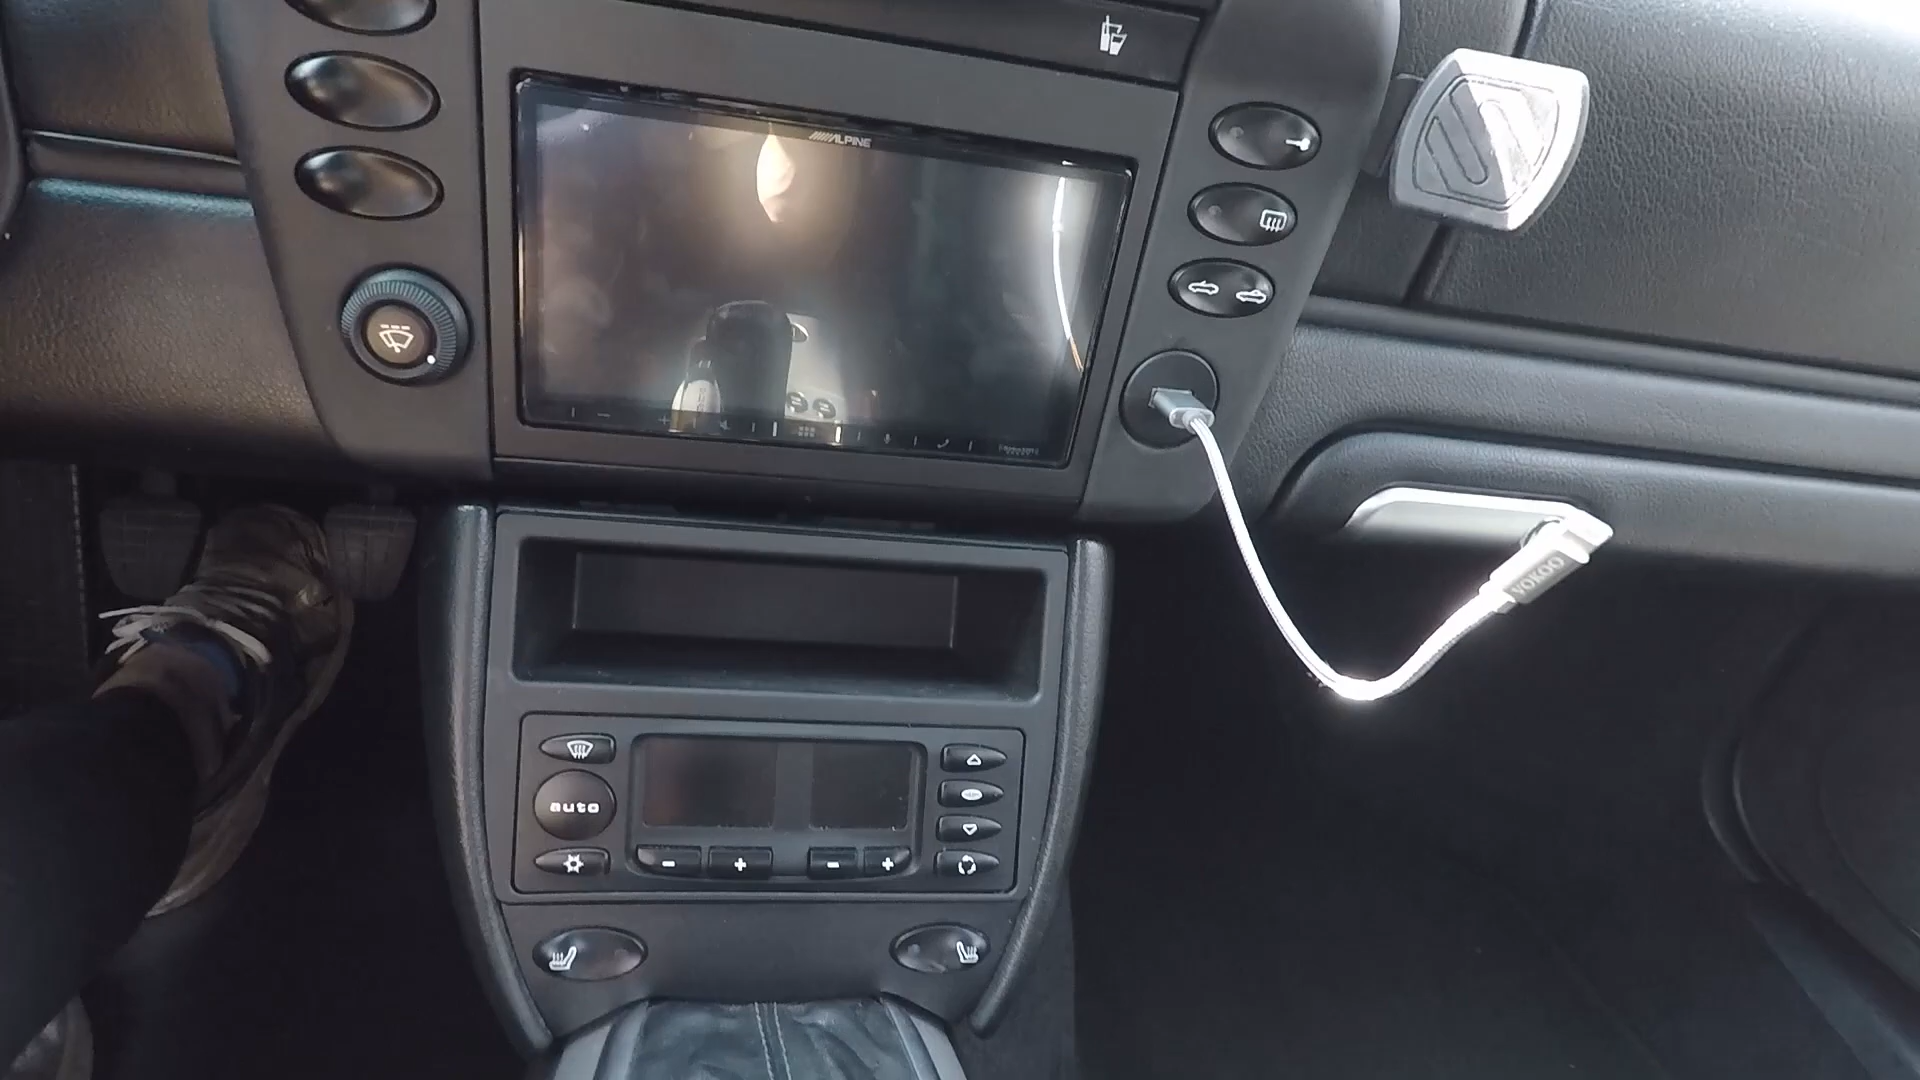 ALPINE
VOKOO
auto
- + - +